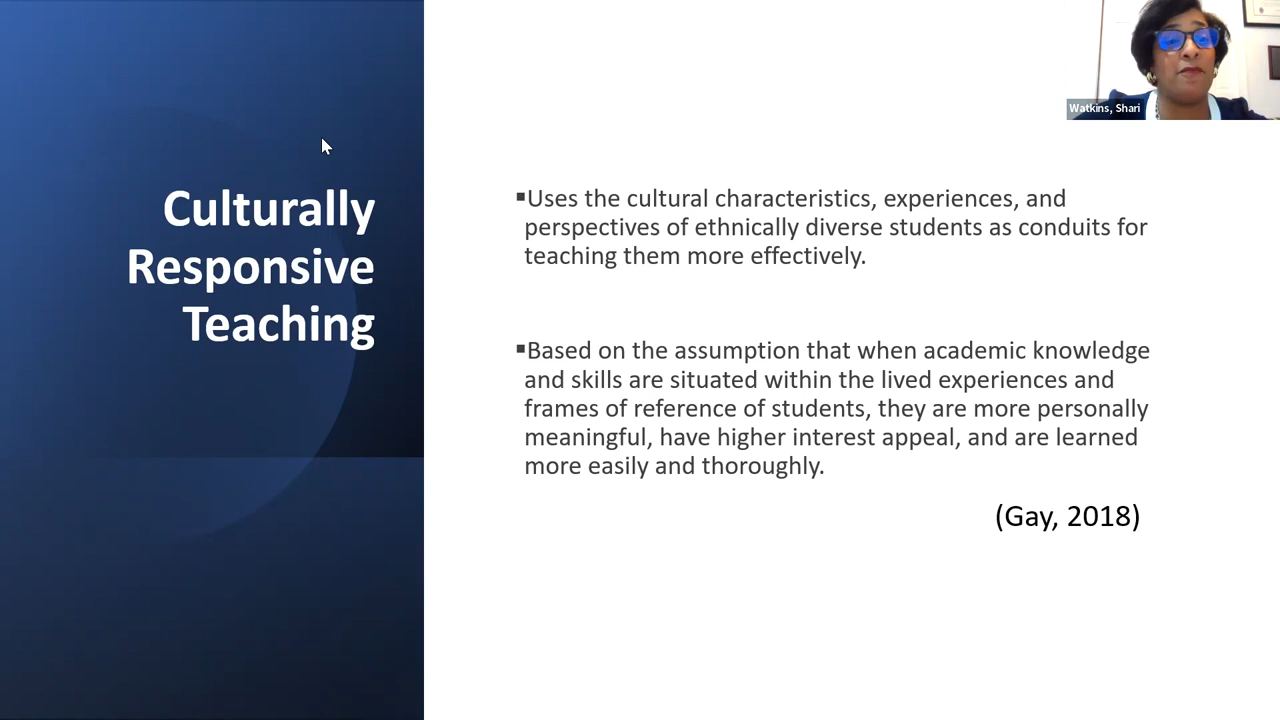 Culturally
Responsive
Teaching
▪Uses the cultural characteristics, experiences, and
perspectives of ethnically diverse students as conduits for
teaching them more effectively.
▪Based on the assumption that when academic knowledge
and skills are situated within the lived experiences and
frames of reference of students, they are more personally
meaningful, have higher interest appeal, and are learned
more easily and thoroughly.
(Gay, 2018)
Watkins, Shari